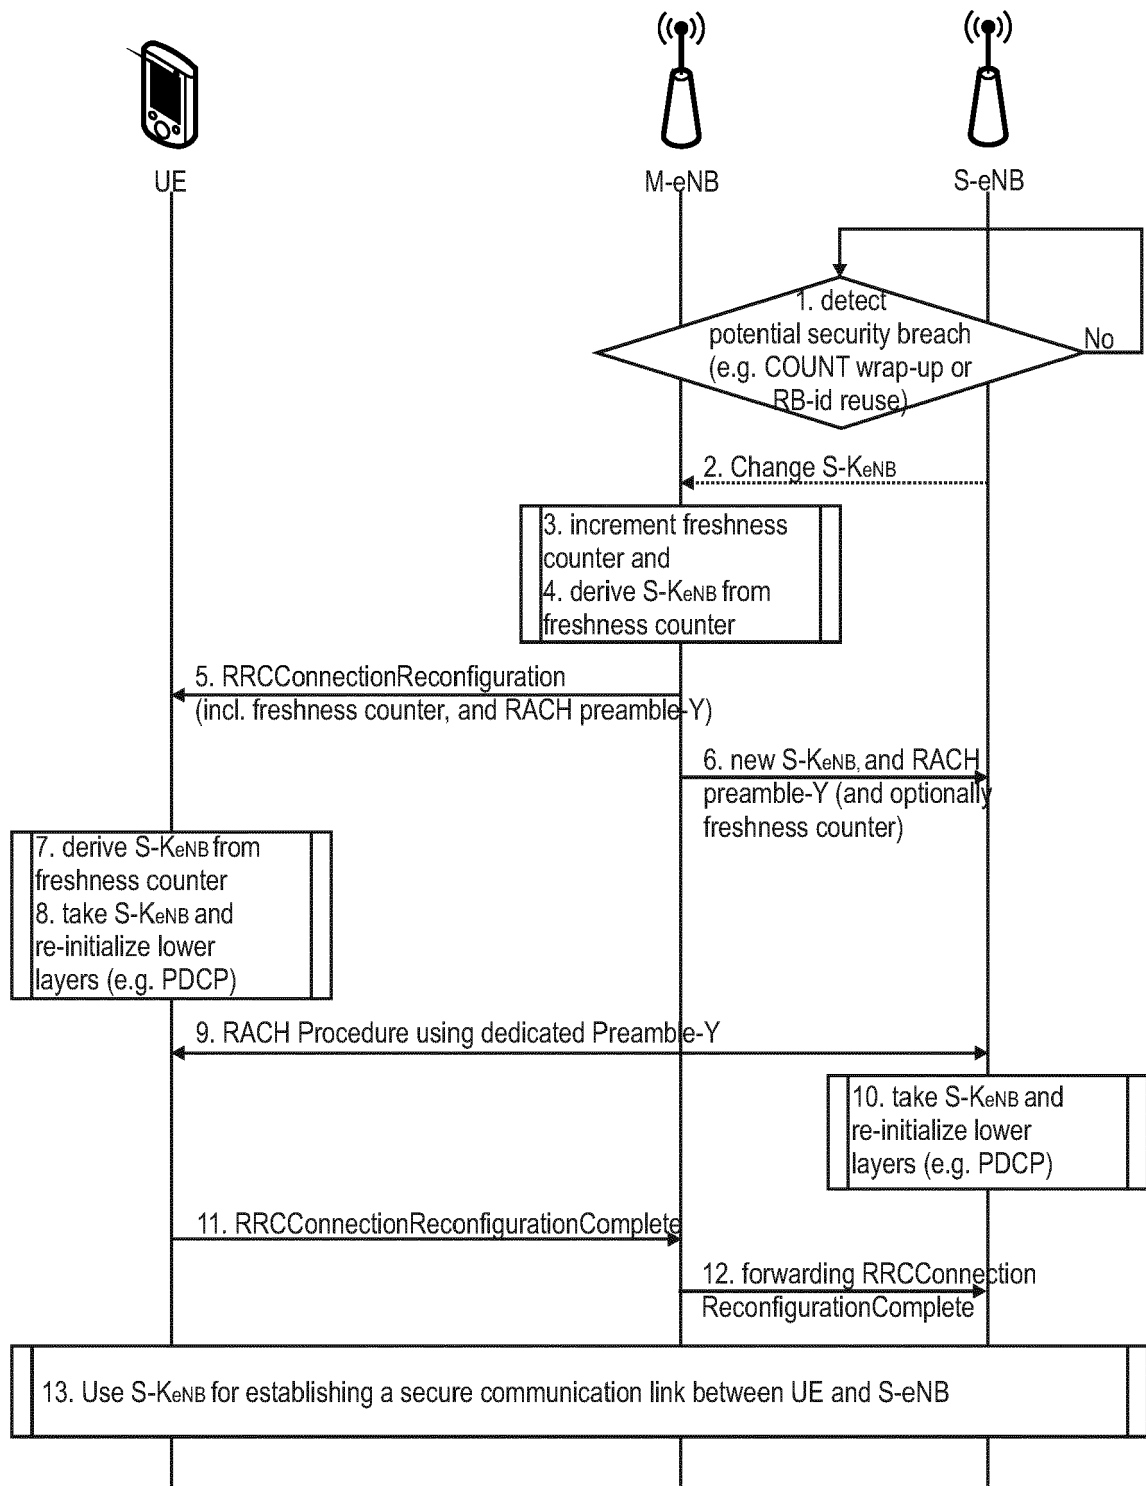 UE
M-eNB
S-eNB
1. detect
potential security breach
(e.g. COUNT wrap-up or
RB-id reuse)
No
2. Change S-KeNB
3. increment freshness
counter and
4. derive S-KeNB from
freshness counter
5. RRCConnectionReconfiguration
(incl. freshness counter, and RACH preamble-Y)
6. new S-KeNB, and RACH
preamble-Y (and optionally
freshness counter)
7. derive S-KeNB from
freshness counter
8. take S-KeNB and
re-initialize lower
layers (e.g. PDCP)
9. RACH Procedure using dedicated Preamble-Y
10. take S-KeNB and
re-initialize lower
layers (e.g. PDCP)
11. RRCConnectionReconfigurationComplete
12. forwarding RRCConnection
ReconfigurationComplete
13. Use S-KeNB for establishing a secure communication link between UE and S-eNB